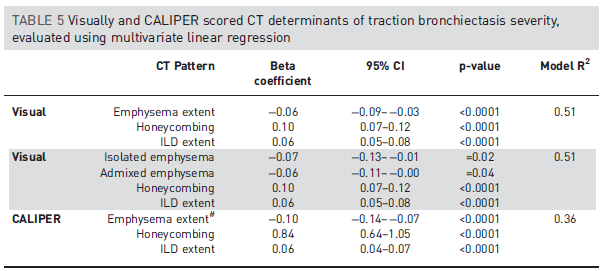 TABLE 5 Visually and CALIPER scored CT determinants of traction bronchiectasis severity,
evaluated using multivariate linear regression
CT Pattern Beta coefficient 95% CI p-value Model R²
Visual Emphysema extent −0.06 −0.09– −0.03 <0.0001 0.51
Honeycombing 0.10 0.07–0.12 <0.0001
ILD extent 0.06 0.05–0.08 <0.0001
Visual Isolated emphysema −0.07 −0.13– −0.01 =0.02 0.51
Admixed emphysema −0.06 −0.11– −0.00 =0.04
Honeycombing 0.10 0.07–0.12 <0.0001
ILD extent 0.06 0.05–0.08 <0.0001
CALIPER Emphysema extent# −0.10 −0.14– −0.07 <0.0001 0.36
Honeycombing 0.84 0.64–1.05 <0.0001
ILD extent 0.06 0.04–0.07 <0.0001